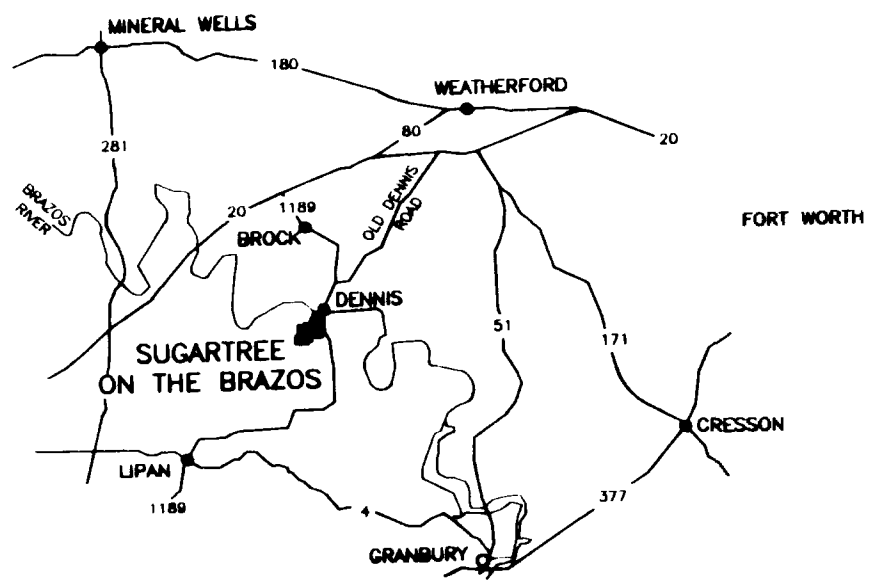 MINERAL WELLS
180
WEATHERFORD
80
20
281
OLD DENNIS
ROAD
BRAZOS
RIVER
20
1189
BROCK
FORT WORTH
DENNIS
51
171
SUGARTREE
ON THE BRAZOS
CRESSON
LIPAN
1189
4
377
GRANBURY